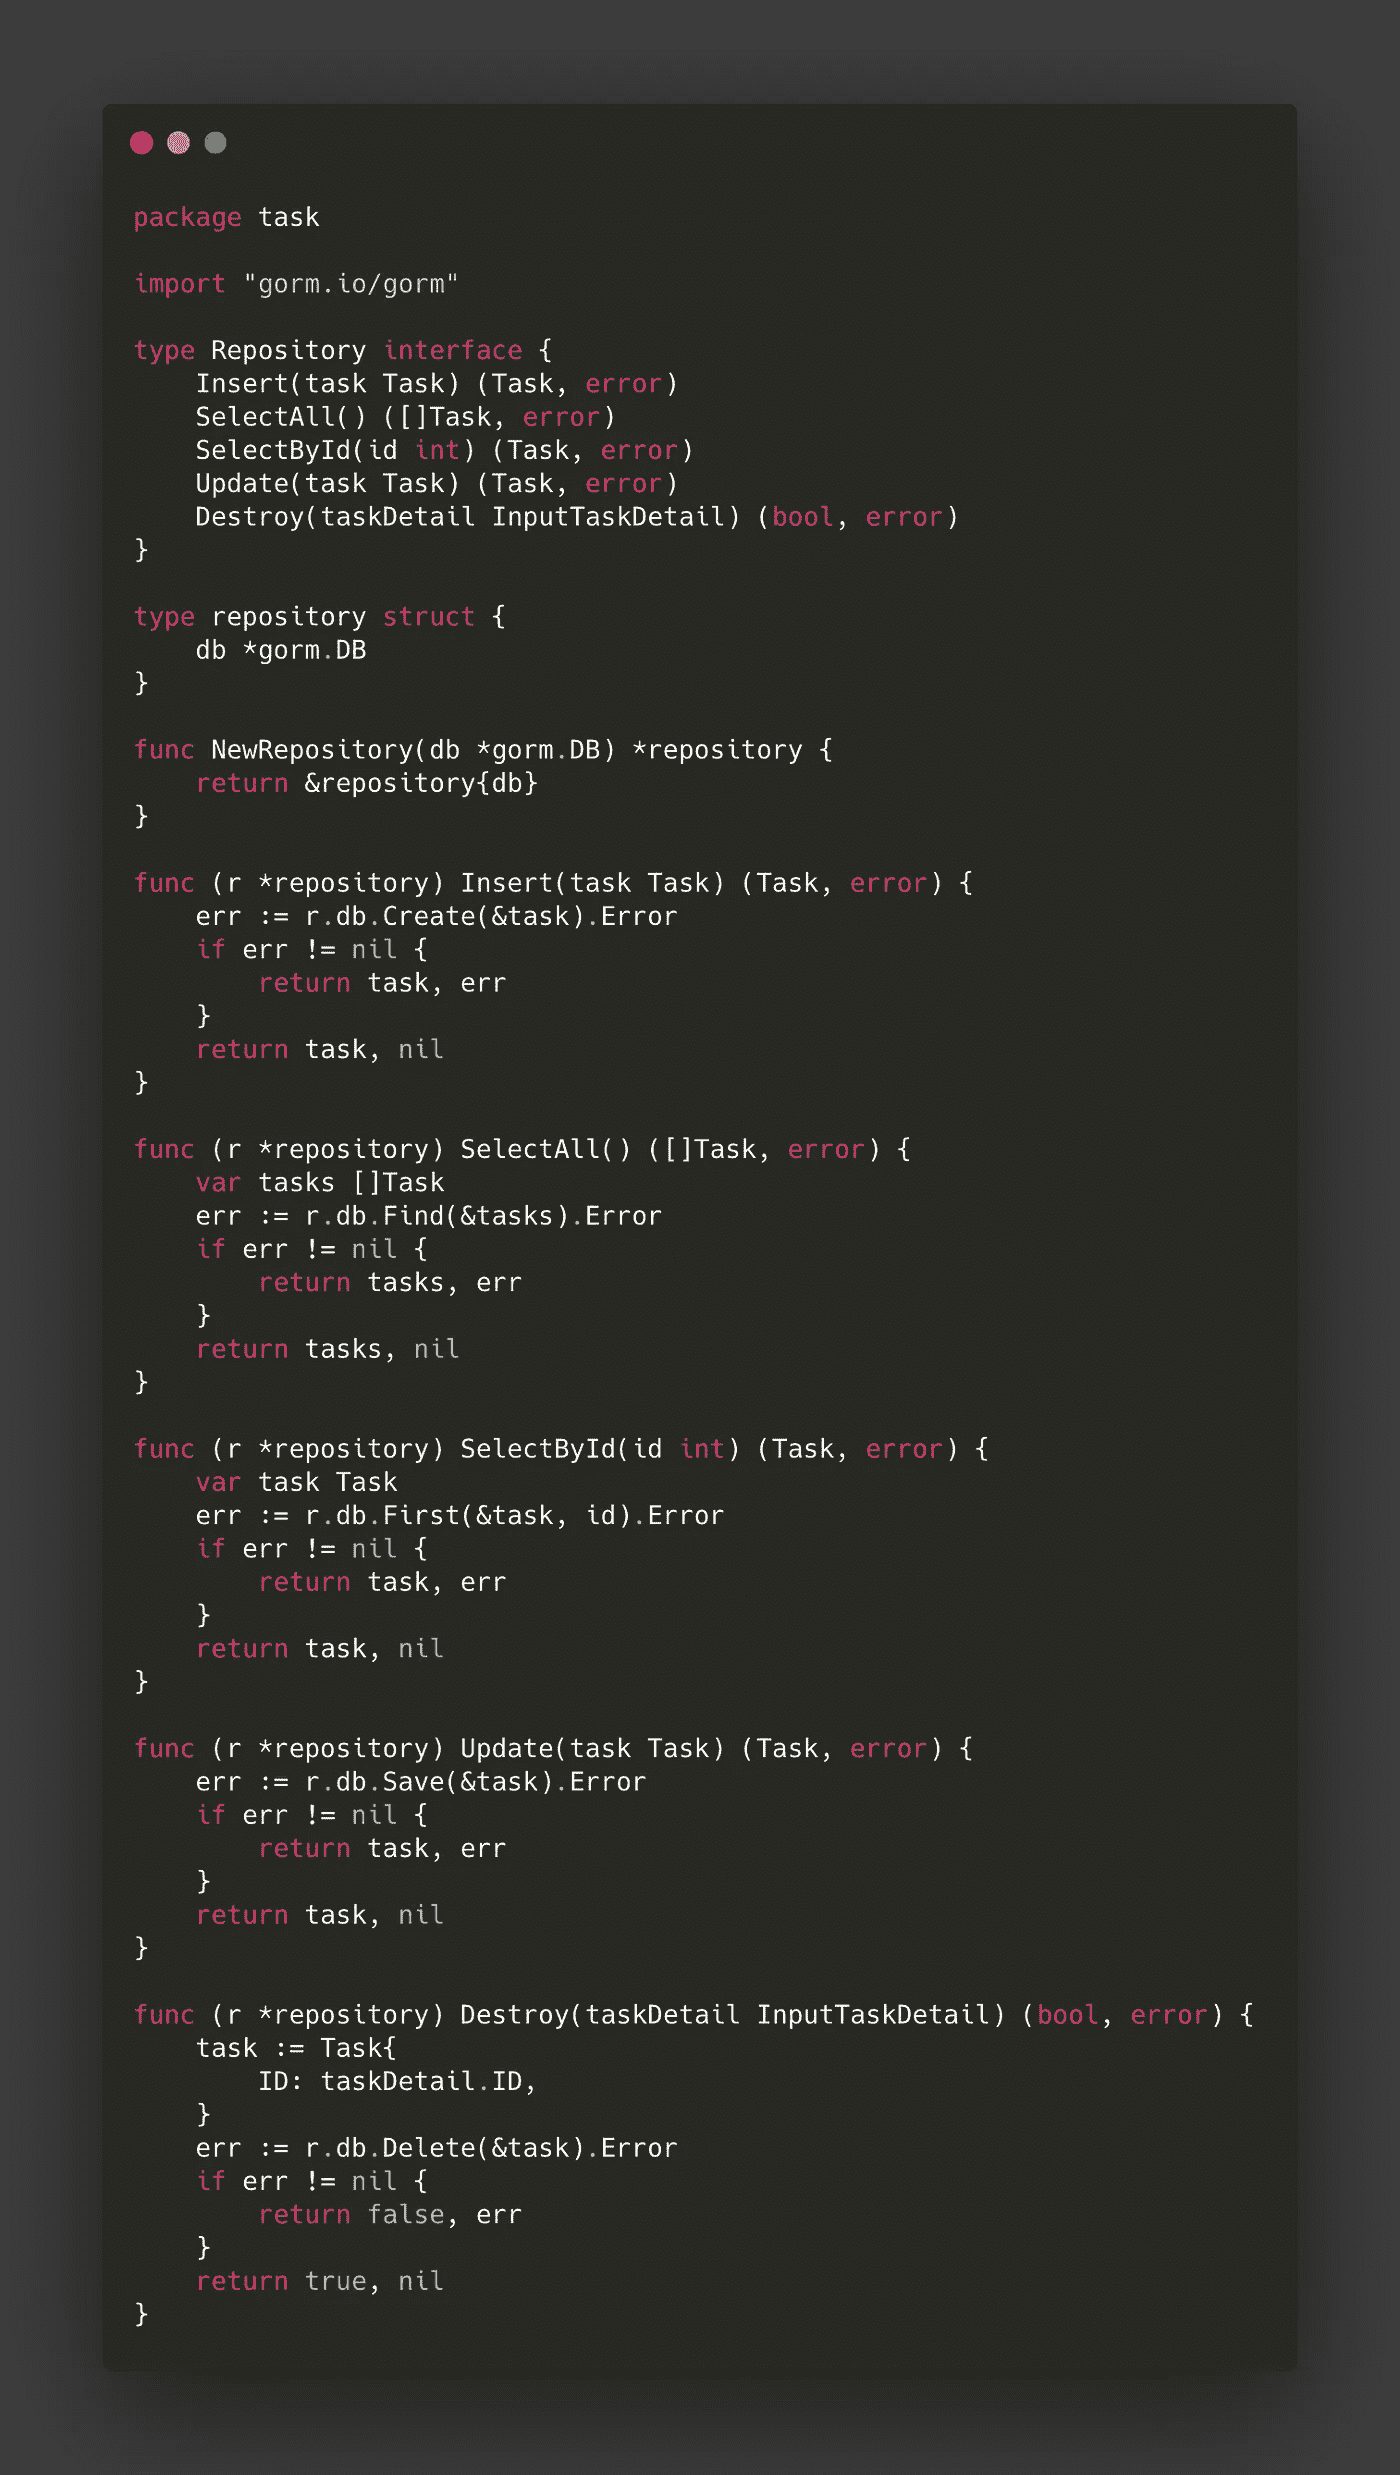 package task

import "gorm.io/gorm"

type Repository interface {
    Insert(task Task) (Task, error)
    SelectAll() ([]Task, error)
    SelectById(id int) (Task, error)
    Update(task Task) (Task, error)
    Destroy(taskDetail InputTaskDetail) (bool, error)
}

type repository struct {
    db *gorm.DB
}

func NewRepository(db *gorm.DB) *repository {
    return &repository{db}
}

func (r *repository) Insert(task Task) (Task, error) {
    err := r.db.Create(&task).Error
    if err != nil {
        return task, err
    }
    return task, nil
}

func (r *repository) SelectAll() ([]Task, error) {
    var tasks []Task
    err := r.db.Find(&tasks).Error
    if err != nil {
        return tasks, err
    }
    return tasks, nil
}

func (r *repository) SelectById(id int) (Task, error) {
    var task Task
    err := r.db.First(&task, id).Error
    if err != nil {
        return task, err
    }
    return task, nil
}

func (r *repository) Update(task Task) (Task, error) {
    err := r.db.Save(&task).Error
    if err != nil {
        return task, err
    }
    return task, nil
}

func (r *repository) Destroy(taskDetail InputTaskDetail) (bool, error) {
    task := Task{
        ID: taskDetail.ID,
    }
    err := r.db.Delete(&task).Error
    if err != nil {
        return false, err
    }
    return true, nil
}